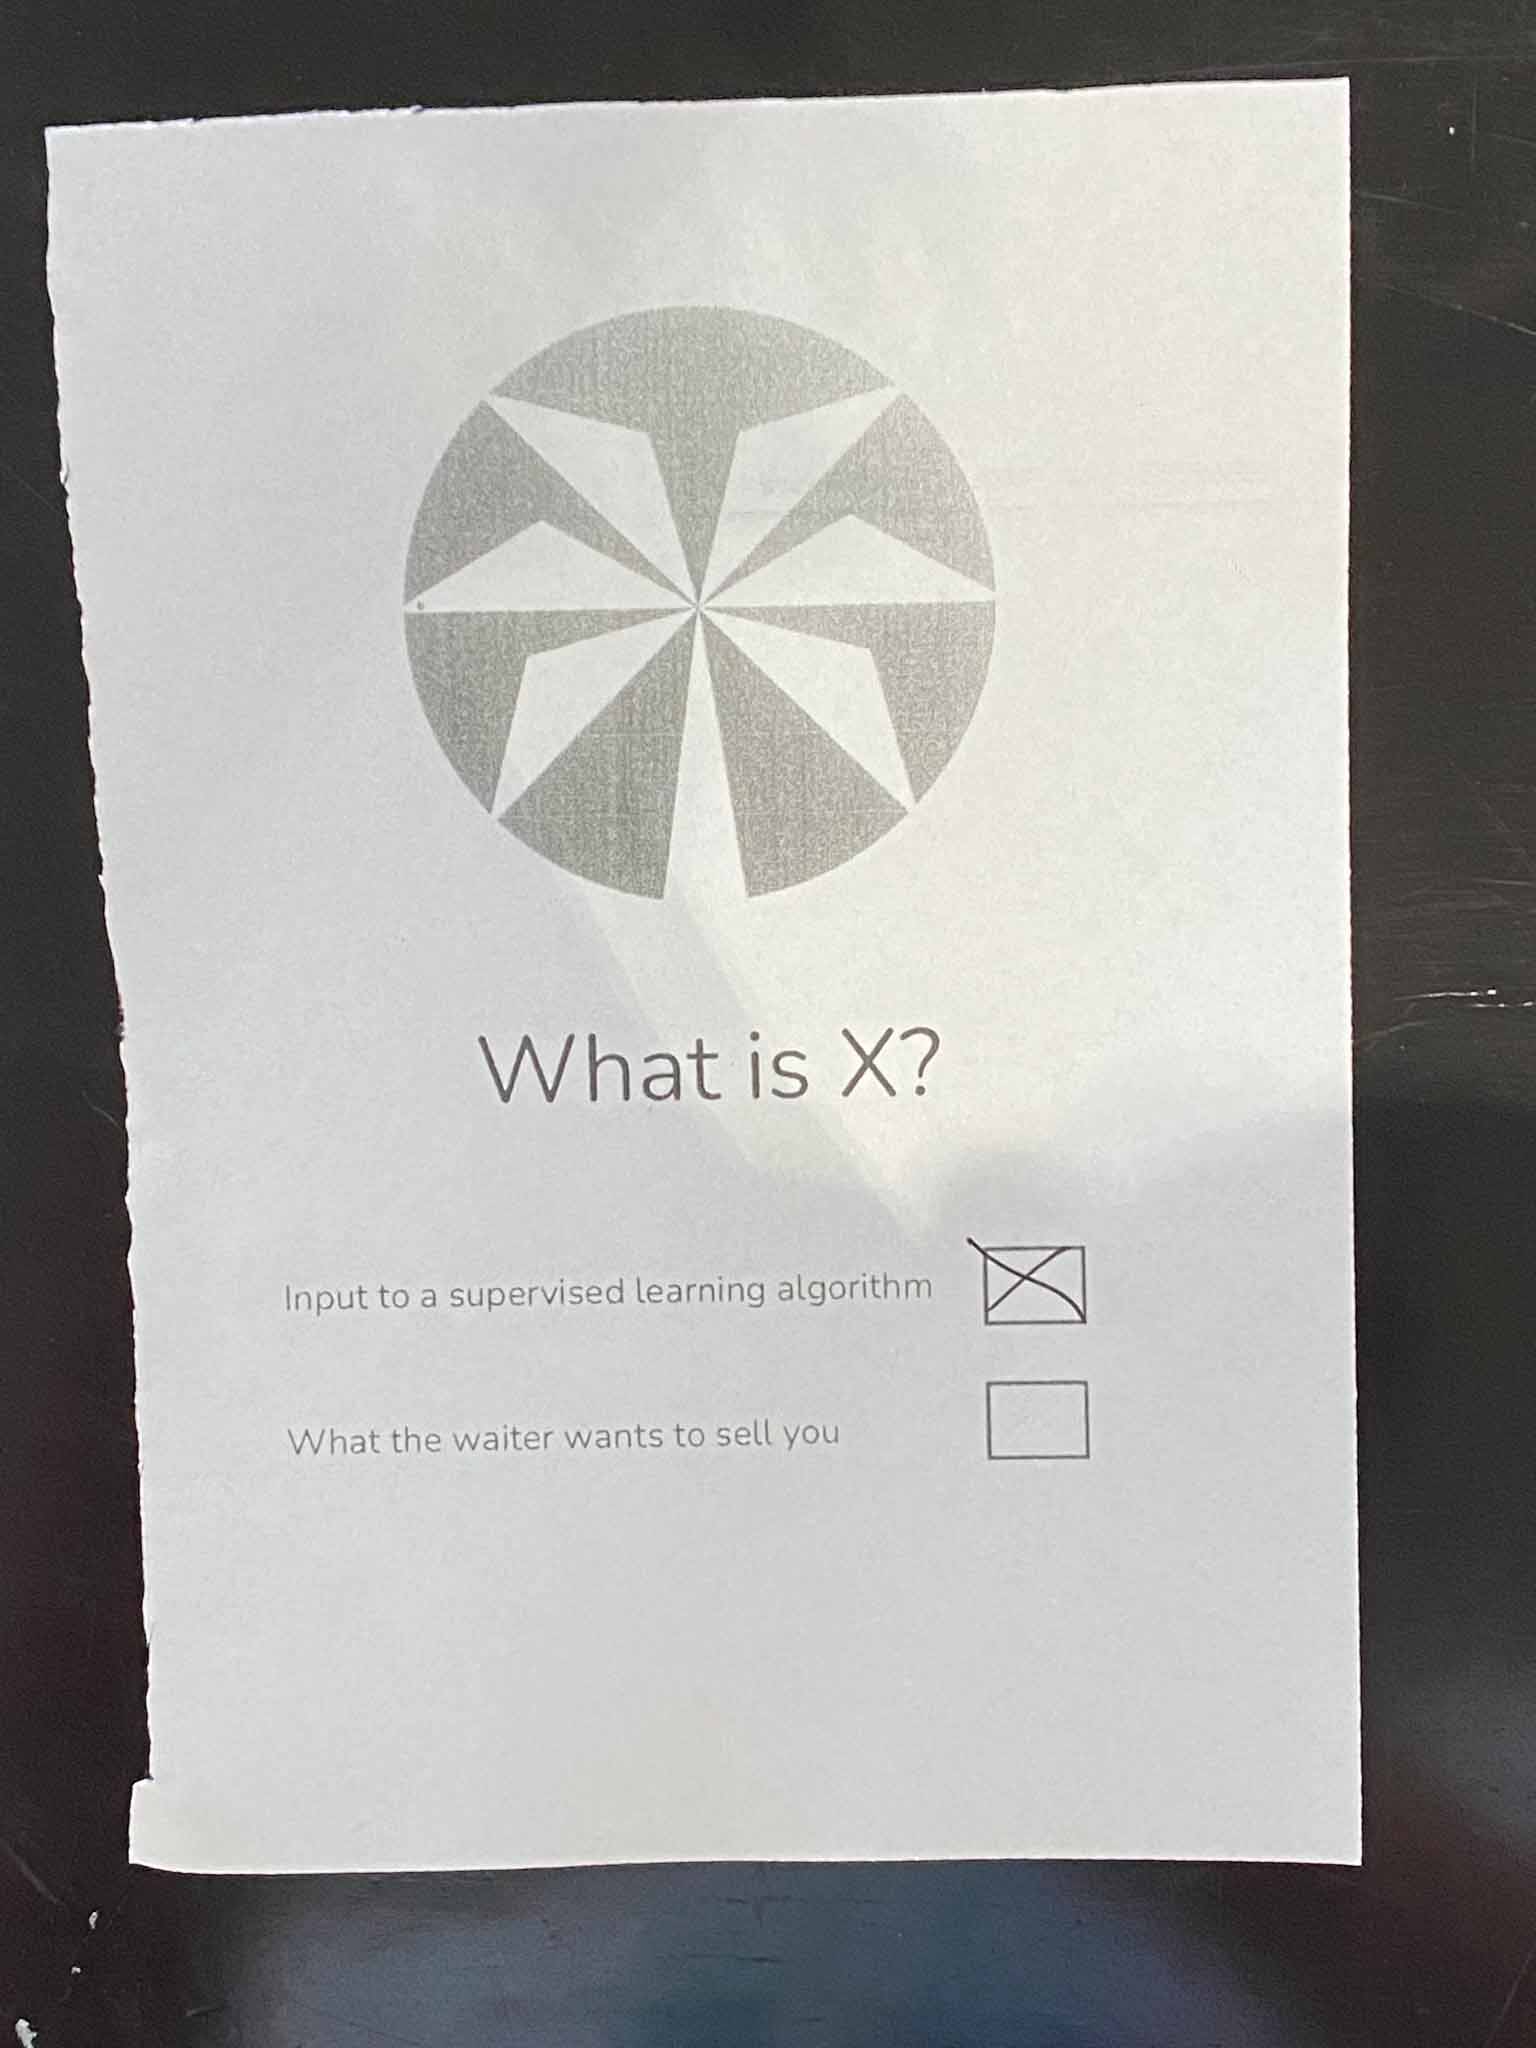 What is X?
Input to a supervised learning algorithm
What the waiter wants to sell you